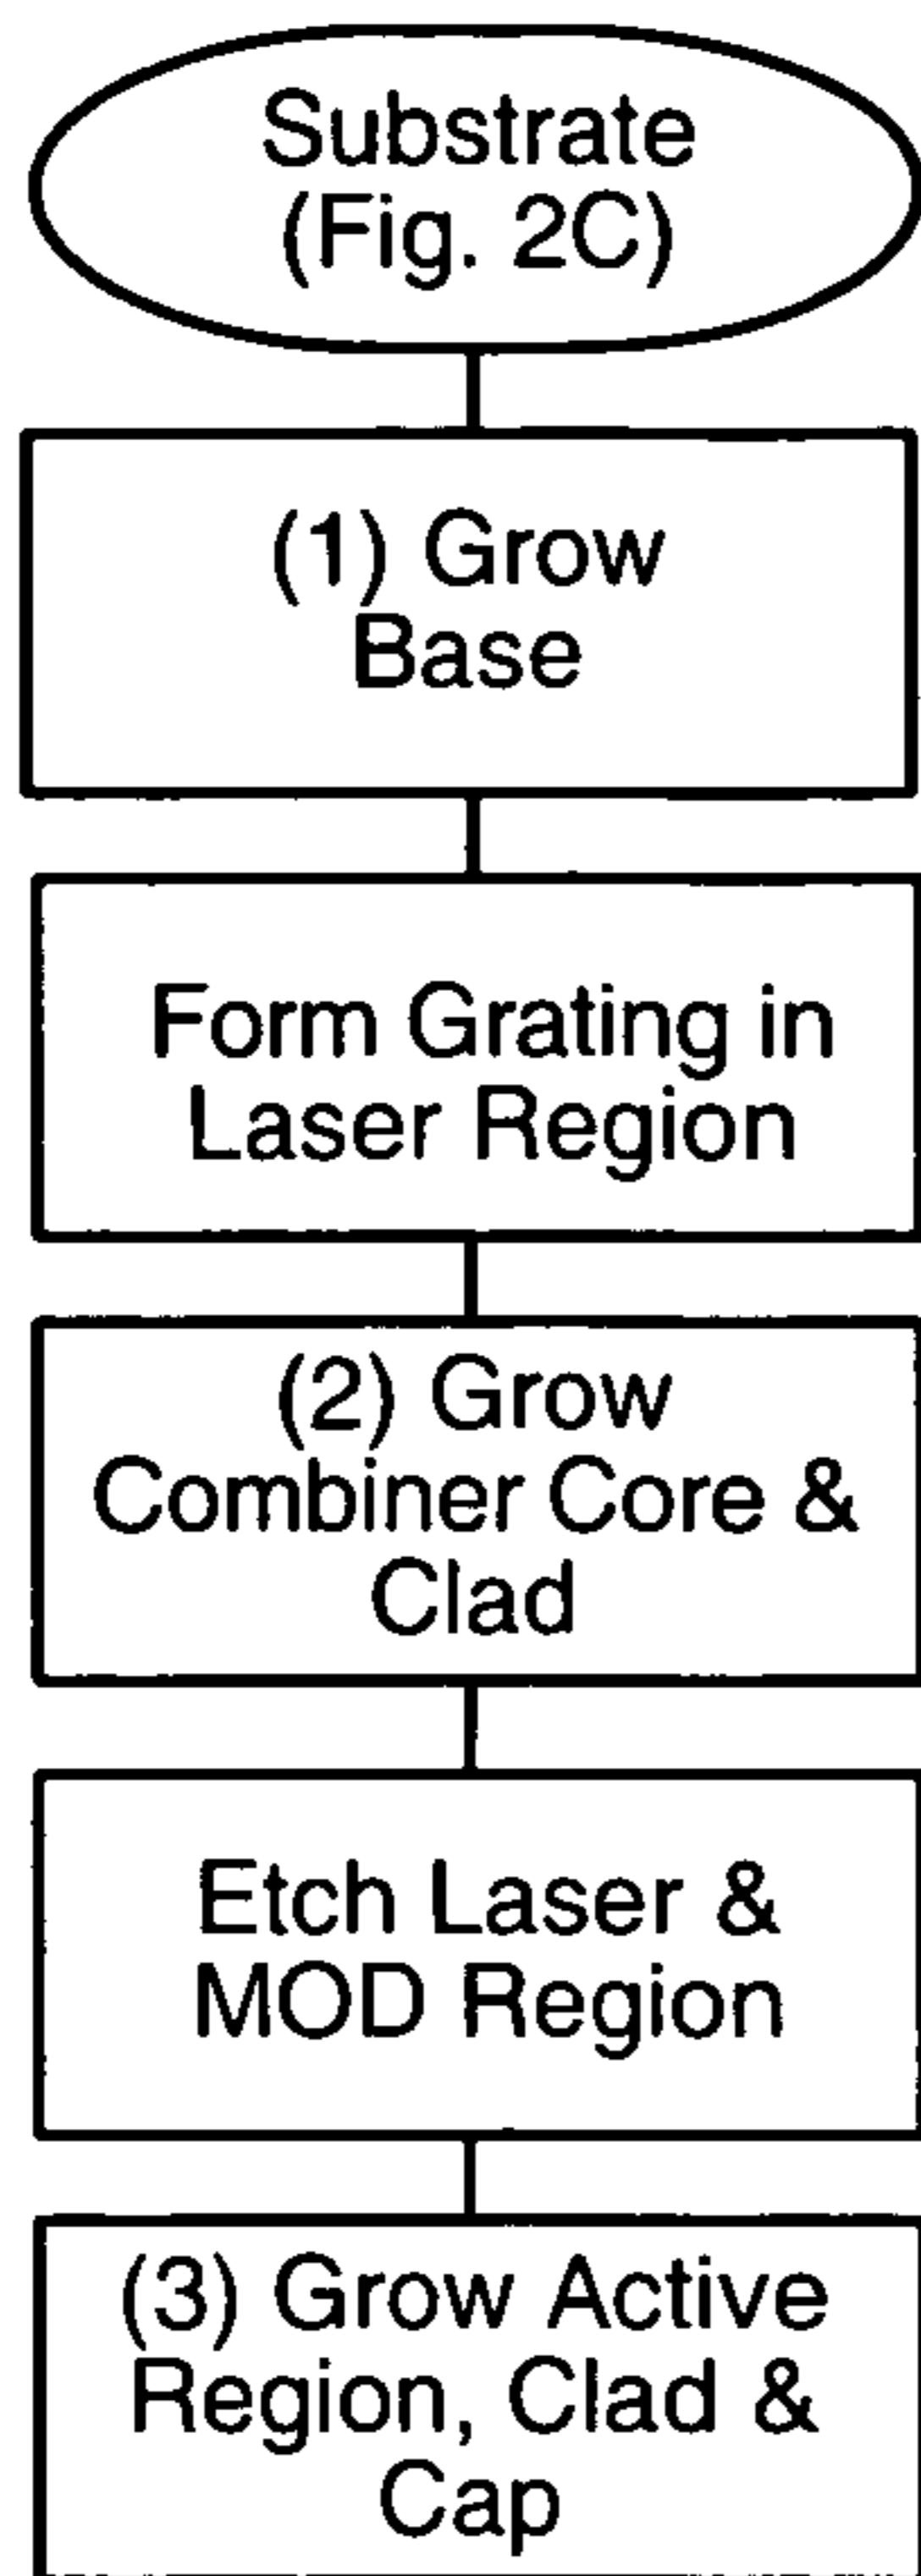 Substrate
(Fig. 2C)
(1) Grow
Base
Form Grating in
Laser Region
(2) Grow
Combiner Core &
Clad
Etch Laser &
MOD Region
(3) Grow Active
Region, Clad &
Cap